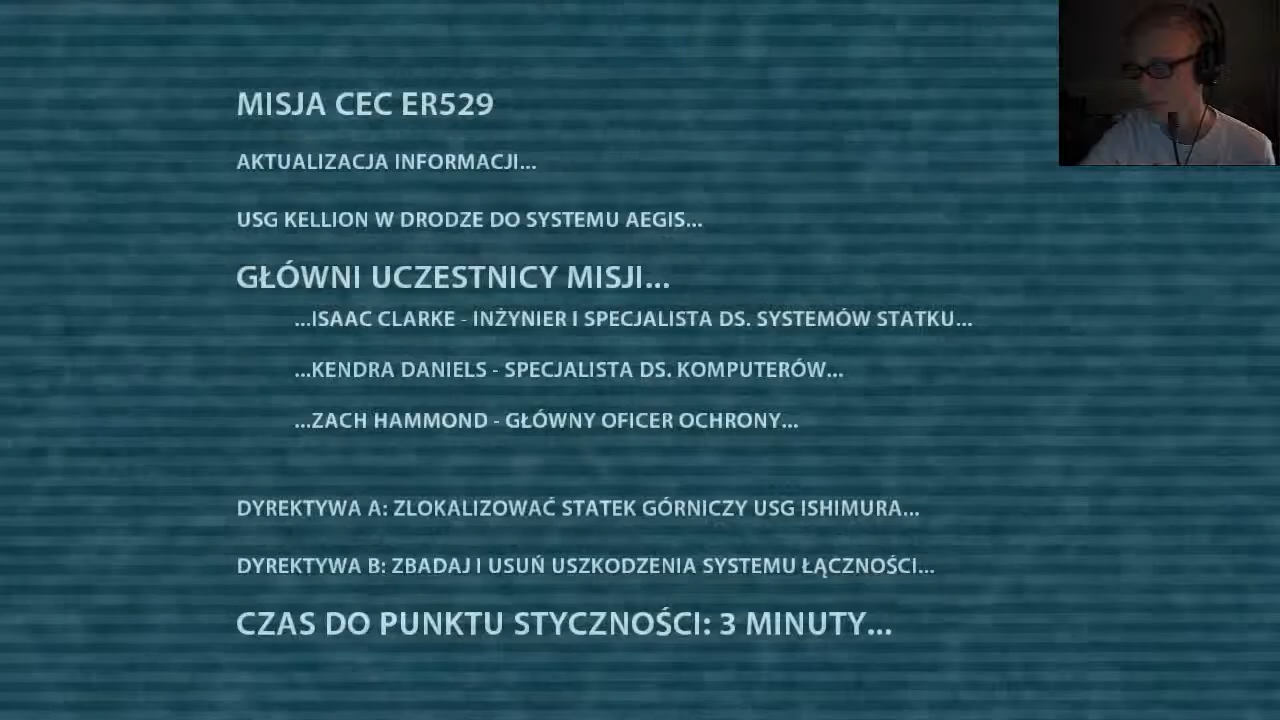 MISJA CEC ER529
AKTUALIZACJA INFORMACJI...
USG KELLION W DRODZE DO SYSTEMU AEGIS...
GŁÓWNI UCZESTNICY MISJI...
...ISAAC CLARKE - INŻYNIER I SPECJALISTA DS. SYSTEMÓW STATKU...
...KENDRA DANIELS - SPECJALISTA DS. KOMPUTERÓW...
...ZACH HAMMOND - GŁÓWNY OFICER OCHRONY...
DYREKTYWA A: ZLOKALIZOWAĆ STATEK GÓRNICZY USG ISHIMURA...
DYREKTYWA B: ZBADAJ I USUŃ USZKODZENIA SYSTEMU ŁĄCZNOŚCI...
CZAS DO PUNKTU STYCZNOŚCI: 3 MINUTY...